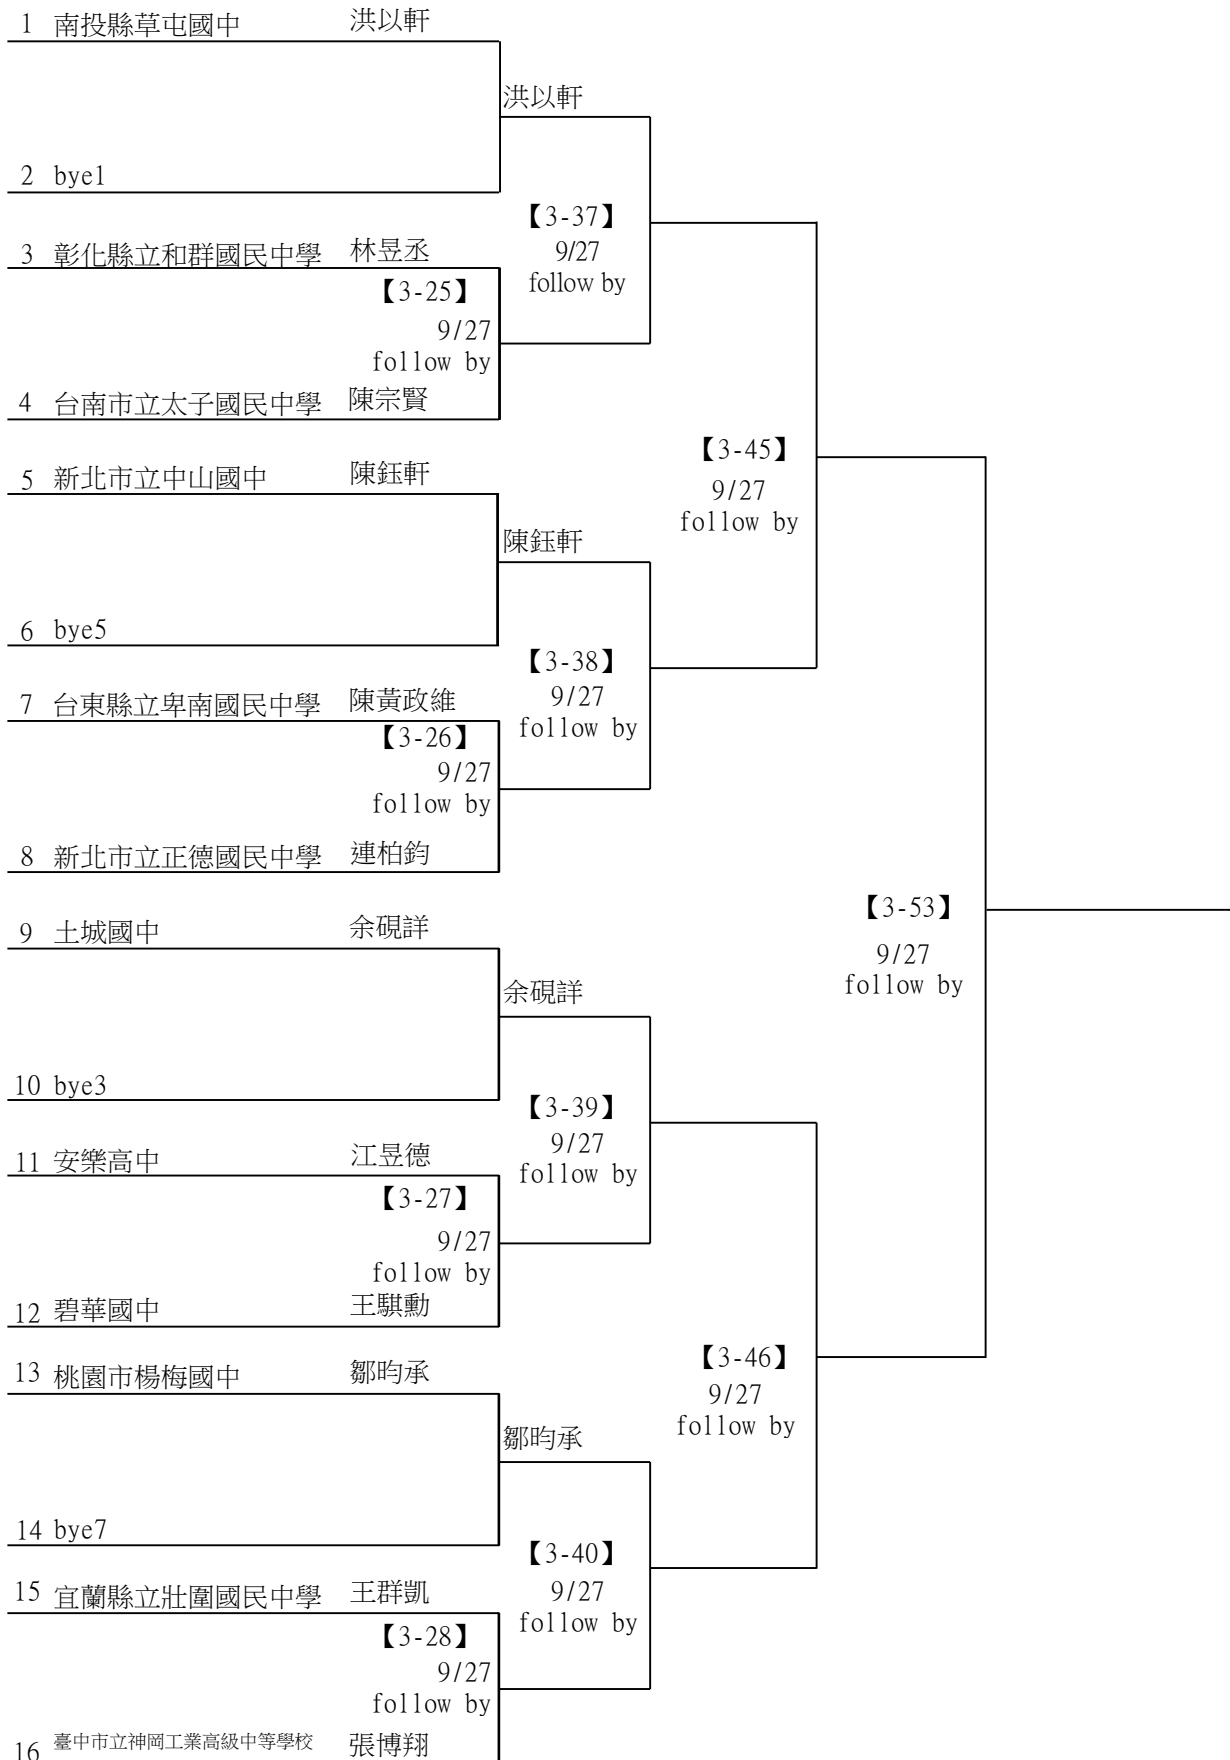 1 南投縣草屯國中 洪以軒
洪以軒
2 bye1
【3-37】
9/27
follow by
3 彰化縣立和群國民中學 林昱丞
【3-25】
9/27
follow by
4 台南市立太子國民中學 陳宗賢
【3-45】
9/27
follow by
5 新北市立中山國中 陳鈺軒
陳鈺軒
6 bye5
【3-38】
9/27
follow by
7 台東縣立卑南國民中學 陳黃政維
【3-26】
9/27
follow by
8 新北市立正德國民中學 連柏鈞
【3-53】
9/27
follow by
9 土城國中 余硯詳
余硯詳
10 bye3
【3-39】
9/27
follow by
11 安樂高中 江昱德
【3-27】
9/27
follow by
12 碧華國中 王騏勳
【3-46】
9/27
follow by
13 桃園市楊梅國中 鄒昀承
鄒昀承
14 bye7
【3-40】
9/27
follow by
15 宜蘭縣立壯圍國民中學 王群凱
【3-28】
9/27
follow by
16 臺中市立神岡工業高級中等學校 張博翔